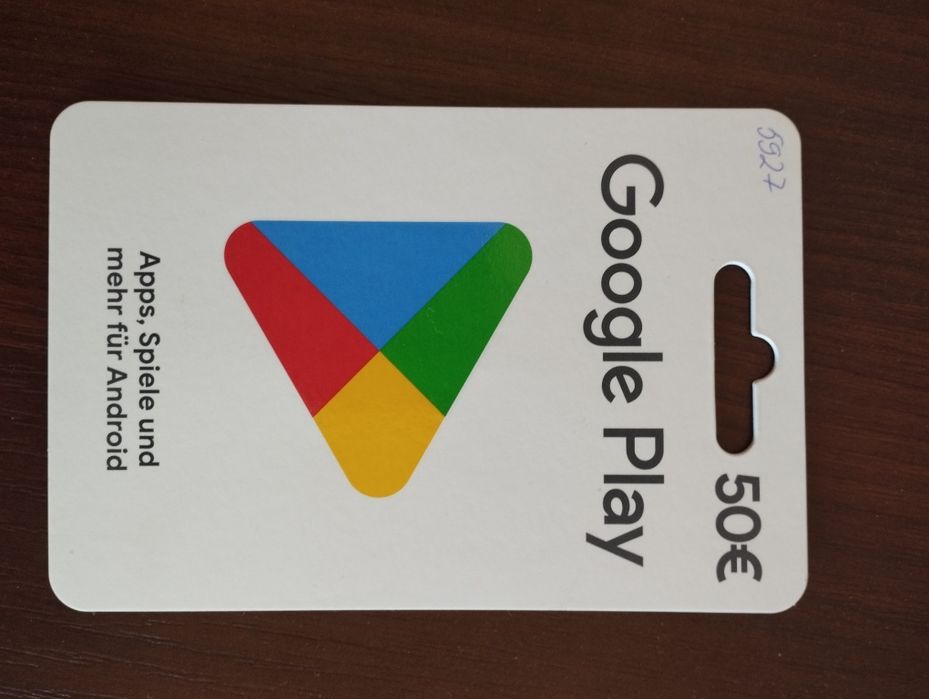 5927
50€
Google Play
Apps, Spiele und
mehr für Android